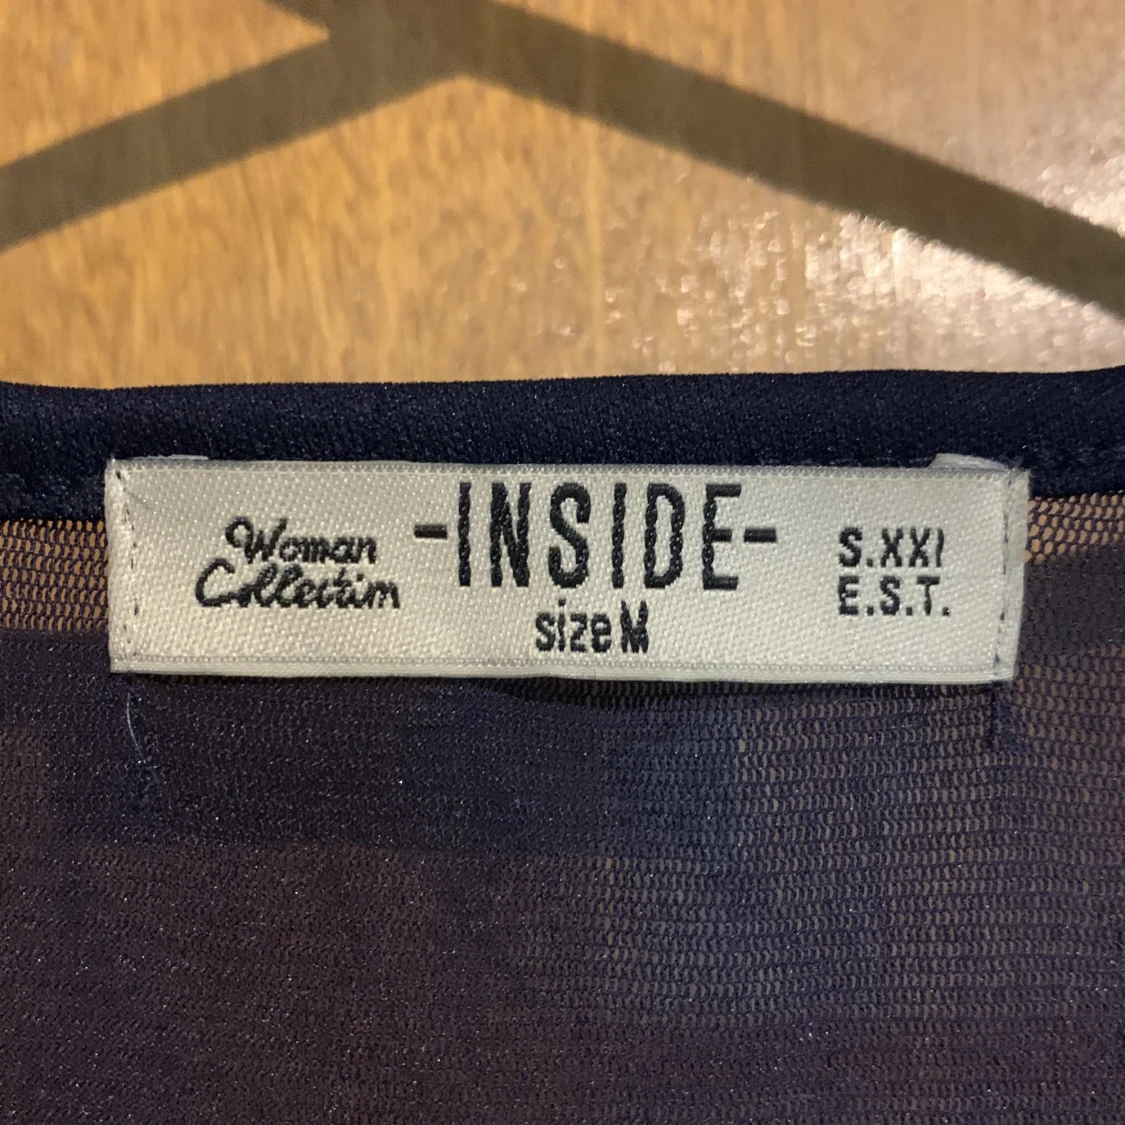 Woman
Collection
-INSIDE-
size M
S.XXI
E.S.T.